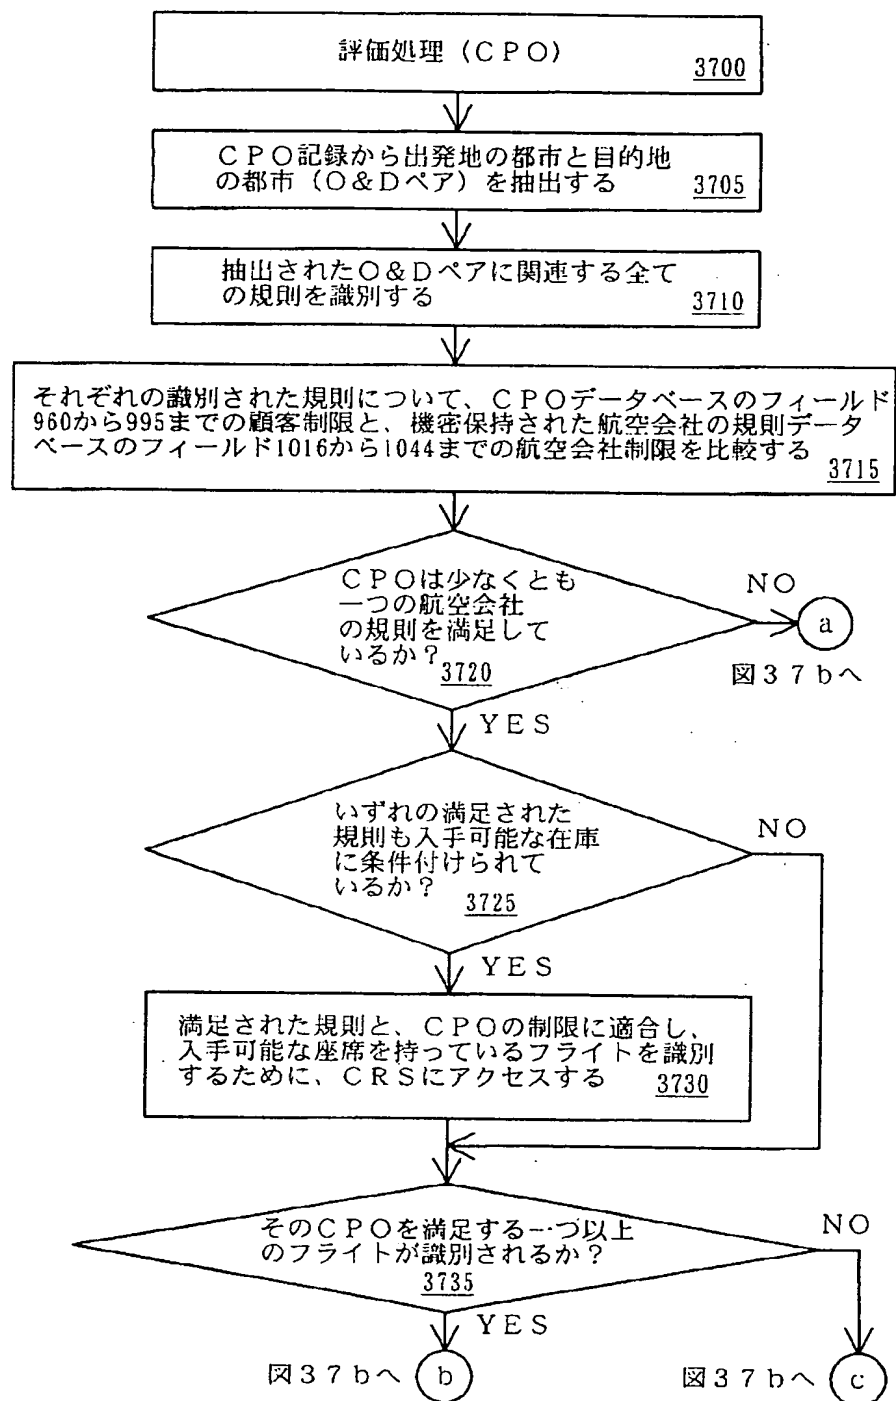 評価処理(CPO)
3700
CPO記録から出発地の都市と目的地
の都市(O&Dペア)を抽出する
3705
抽出されたO&Dペアに関連する全て
の規則を識別する
3710
それぞれの識別された規則について、CPOデータベースのフィールド
960から995までの顧客制限と、機密保持された航空会社の規則データ
ベースのフィールド1016から1044までの航空会社制限を比較する
3715
CPOは少なくとも
一つの航空会社
の規則を満足して
いるか?
3720
NO
a
図37bへ
YES
いずれの満足された
規則も入手可能な在庫
に条件付けられて
いるか?
3725
NO
YES
満足された規則と、CPOの制限に適合し、
入手可能な座席を持っているフライトを識別
するために、CRSにアクセスする
3730
そのCPOを満足する一づ以上
のフライトが識別されるか?
3735
NO
YES
図37bへ
b
図37bへ
c